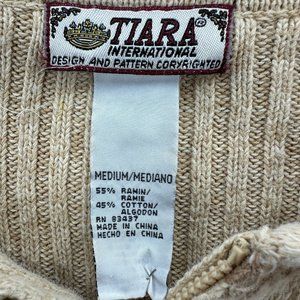 TIARA®
INTERNATIONAL
DESIGN AND PATTERN COPYRIGHTED
MEDIUM/MEDIANO
55% RAMIN/
RAMIE
45% COTTON/
ALGODON
RN 83437
MADE IN CHINA
HECHO EN CHINA